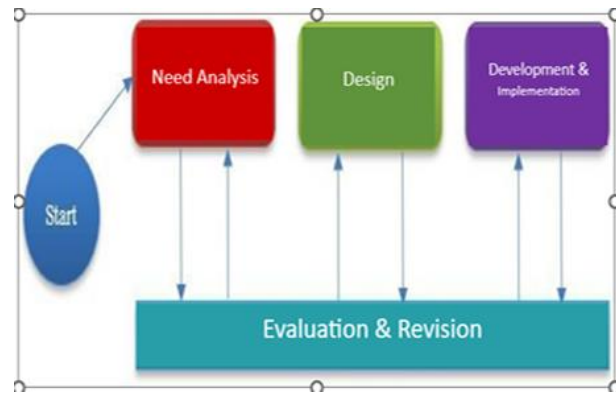 Need Analysis
Design
Development &
Implementation
Start
Evaluation & Revision